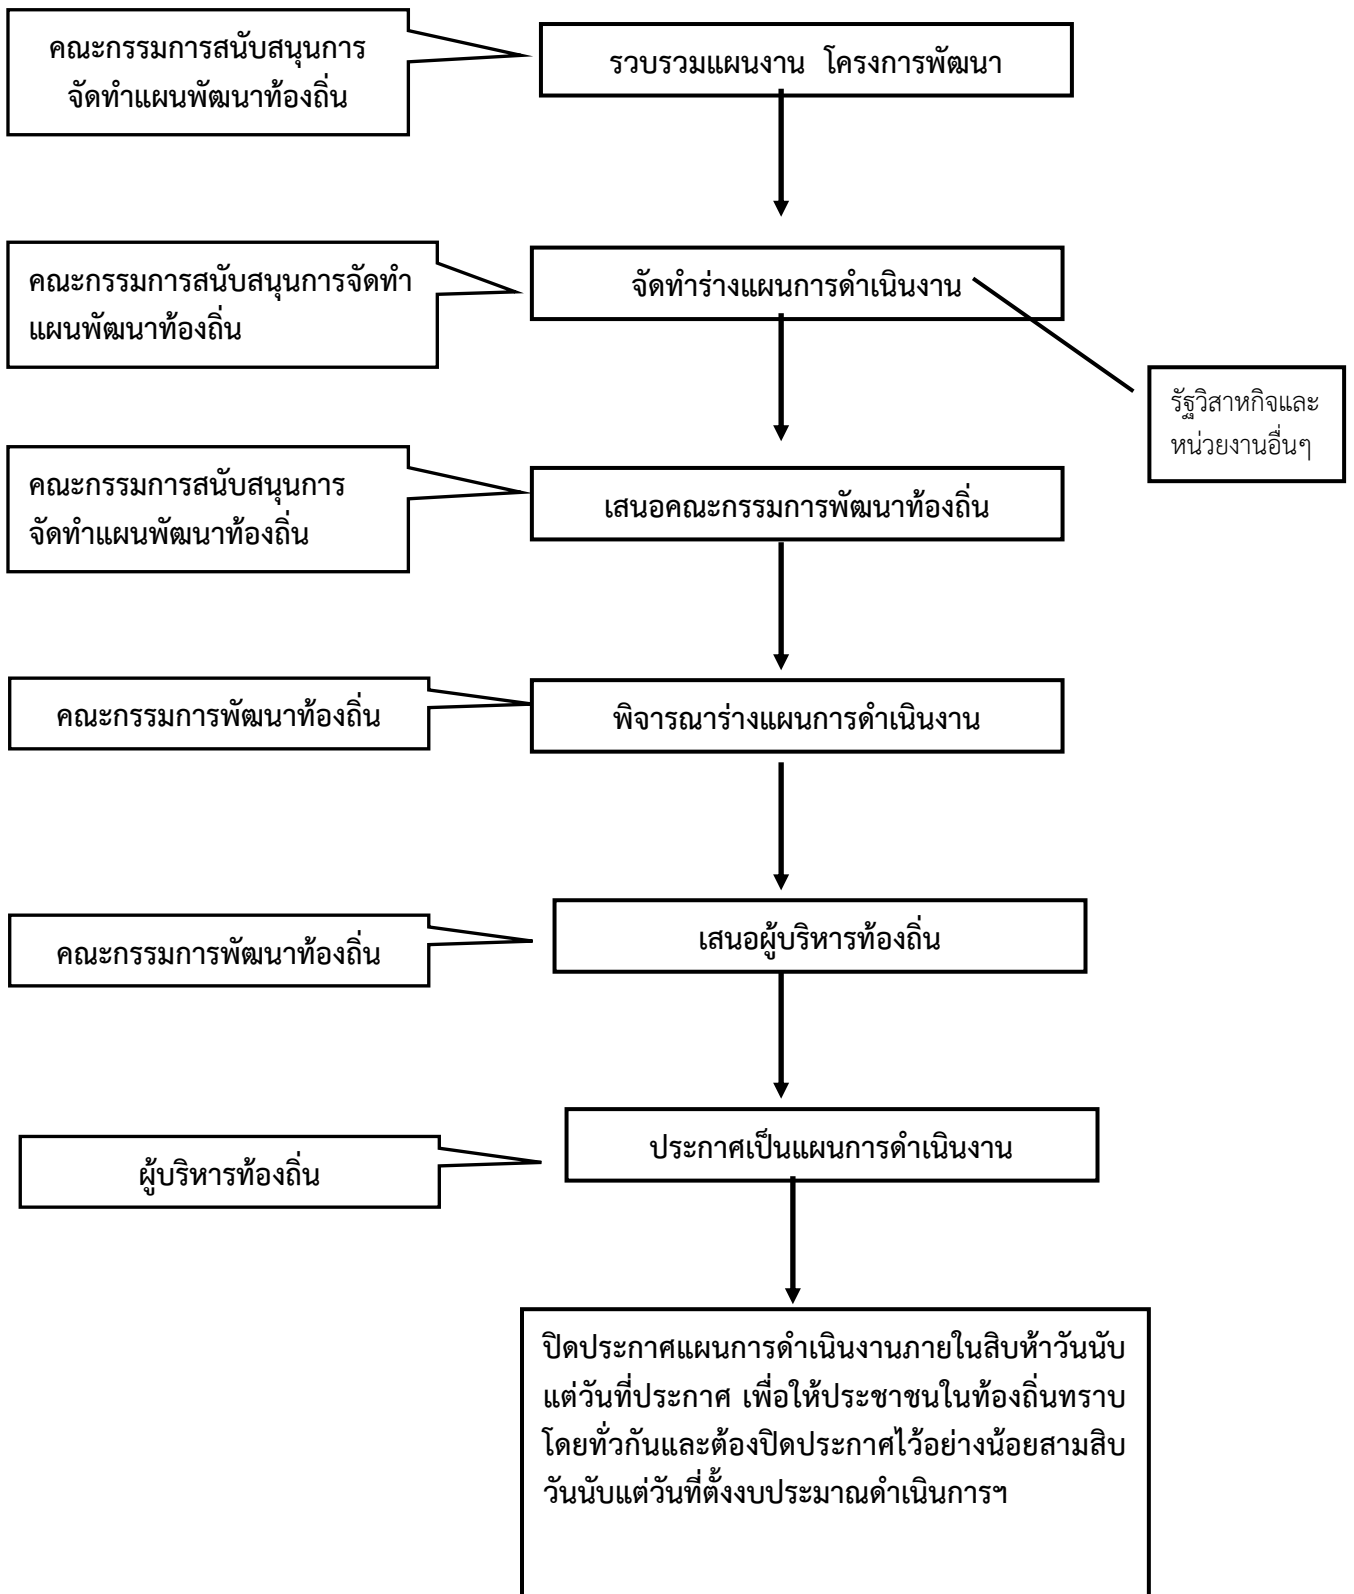 คณะกรรมการสนับสนุนการ
จัดทำแผนพัฒนาท้องถิ่น
รวบรวมแผนงาน โครงการพัฒนา
คณะกรรมการสนับสนุนการจัดทำ
แผนพัฒนาท้องถิ่น
จัดทำร่างแผนการดำเนินงาน
รัฐวิสาหกิจและ
หน่วยงานอื่นๆ
คณะกรรมการสนับสนุนการ
จัดทำแผนพัฒนาท้องถิ่น
เสนอคณะกรรมการพัฒนาท้องถิ่น
คณะกรรมการพัฒนาท้องถิ่น
พิจารณาร่างแผนการดำเนินงาน
คณะกรรมการพัฒนาท้องถิ่น
เสนอผู้บริหารท้องถิ่น
ผู้บริหารท้องถิ่น
ประกาศเป็นแผนการดำเนินงาน
ปิดประกาศแผนการดำเนินงานภายในสิบห้าวันนับ
แต่วันที่ประกาศ เพื่อให้ประชาชนในท้องถิ่นทราบ
โดยทั่วกันและต้องปิดประกาศไว้อย่างน้อยสามสิบ
วันนับแต่วันที่ตั้งงบประมาณดำเนินการฯ